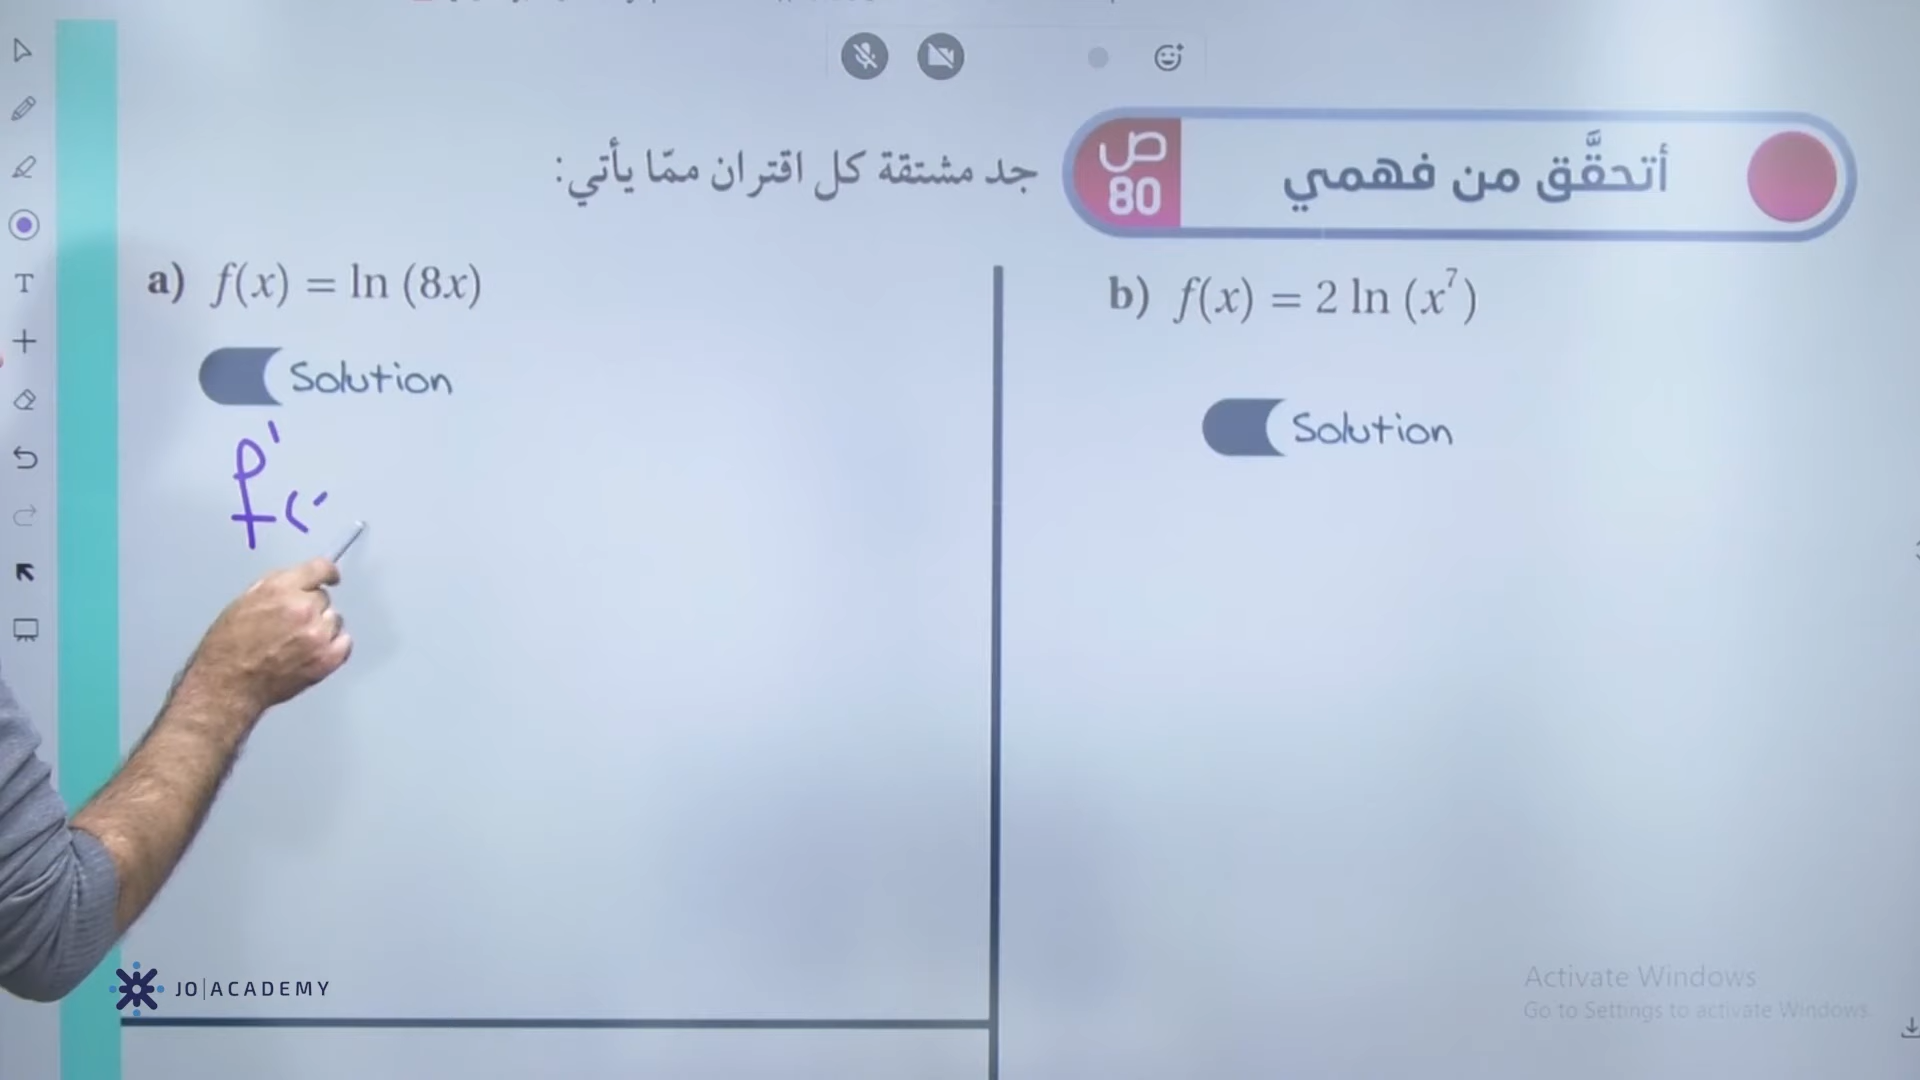 أتحقَّق من فهمي
ص 80
جد مشتقة كل اقتران ممّا يأتي:
a) f(x) = ln (8x)
Solution
f'(
b) f(x) = 2 ln (x⁷)
Solution
T
JO|ACADEMY
Activate Windows
Go to Settings to activate Windows.